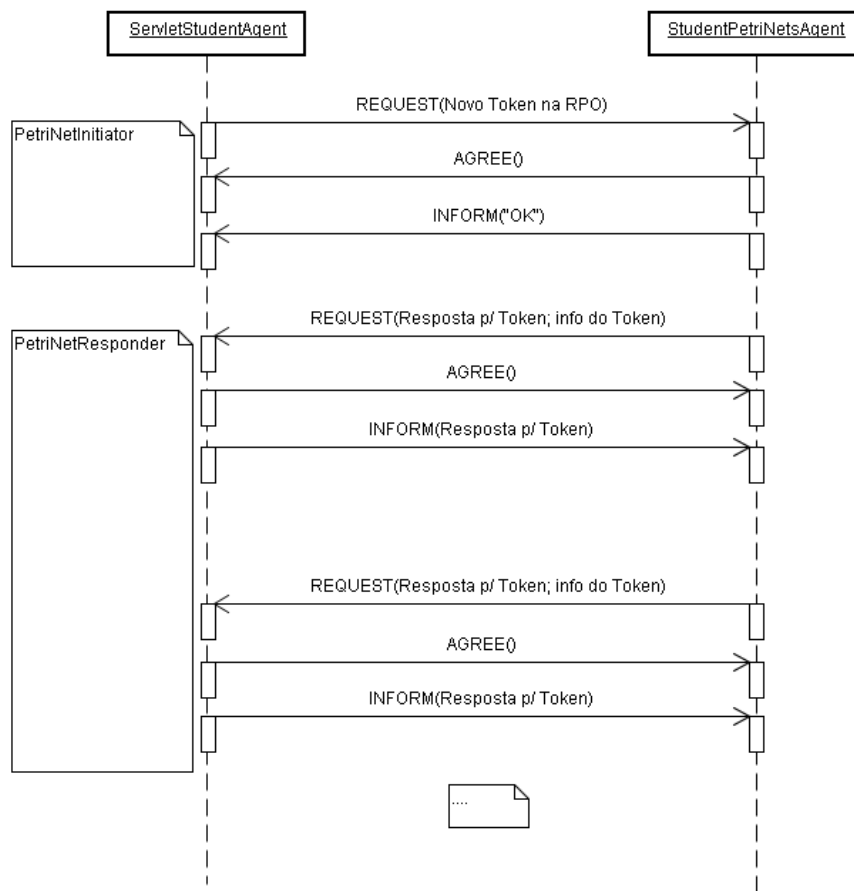 ServletStudentAgent
StudentPetriNetsAgent
REQUEST(Novo Token na RPO)
PetriNetInitiator
AGREE()
INFORM("OK")
REQUEST(Resposta p/ Token; info do Token)
PetriNetResponder
AGREE()
INFORM(Resposta p/ Token)
REQUEST(Resposta p/ Token; info do Token)
AGREE()
INFORM(Resposta p/ Token)
....